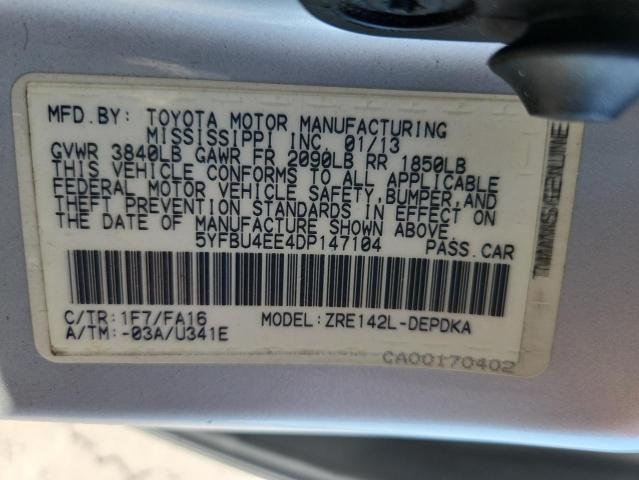 MFD.BY: TOYOTA MOTOR MANUFACTURING
MISSISSIPPI INC. 01/13
GVWR 3840LB GAWR FR 2090LB RR 1850LB
THIS VEHICLE CONFORMS TO ALL APPLICABLE
FEDERAL MOTOR VEHICLE SAFETY, BUMPER, AND
THEFT PREVENTION STANDARDS IN EFFECT ON
THE DATE OF MANUFACTURE SHOWN ABOVE.
5YFBU4EE4DP147104 PASS.CAR
C/TR: 1F7/FA16 MODEL: ZRE142L-DEPDKA
A/TM: -03A/U341E
CA00170402